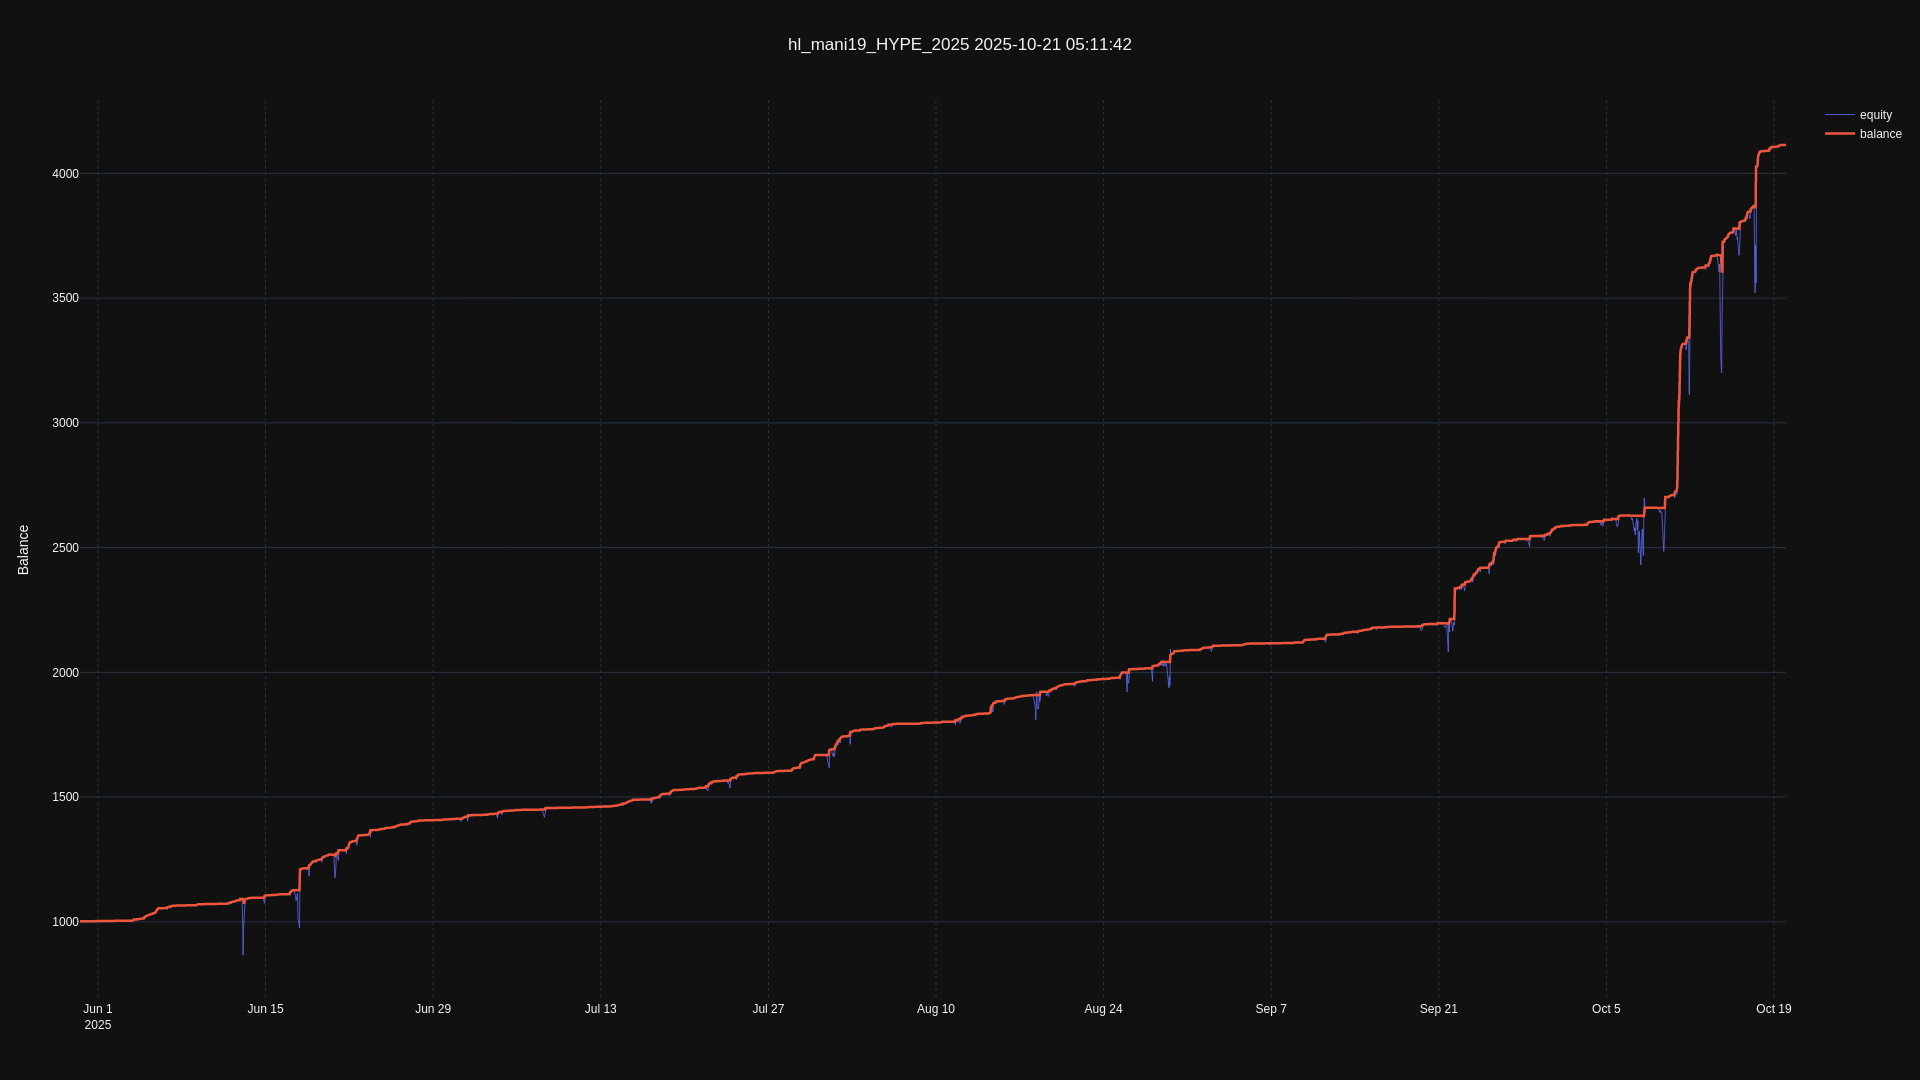 hl_mani19_HYPE_2025 2025-10-21 05:11:42
equity
balance
Balance
4000
3500
3000
2500
2000
1500
1000
Jun 1
2025
Jun 15
Jun 29
Jul 13
Jul 27
Aug 10
Aug 24
Sep 7
Sep 21
Oct 5
Oct 19